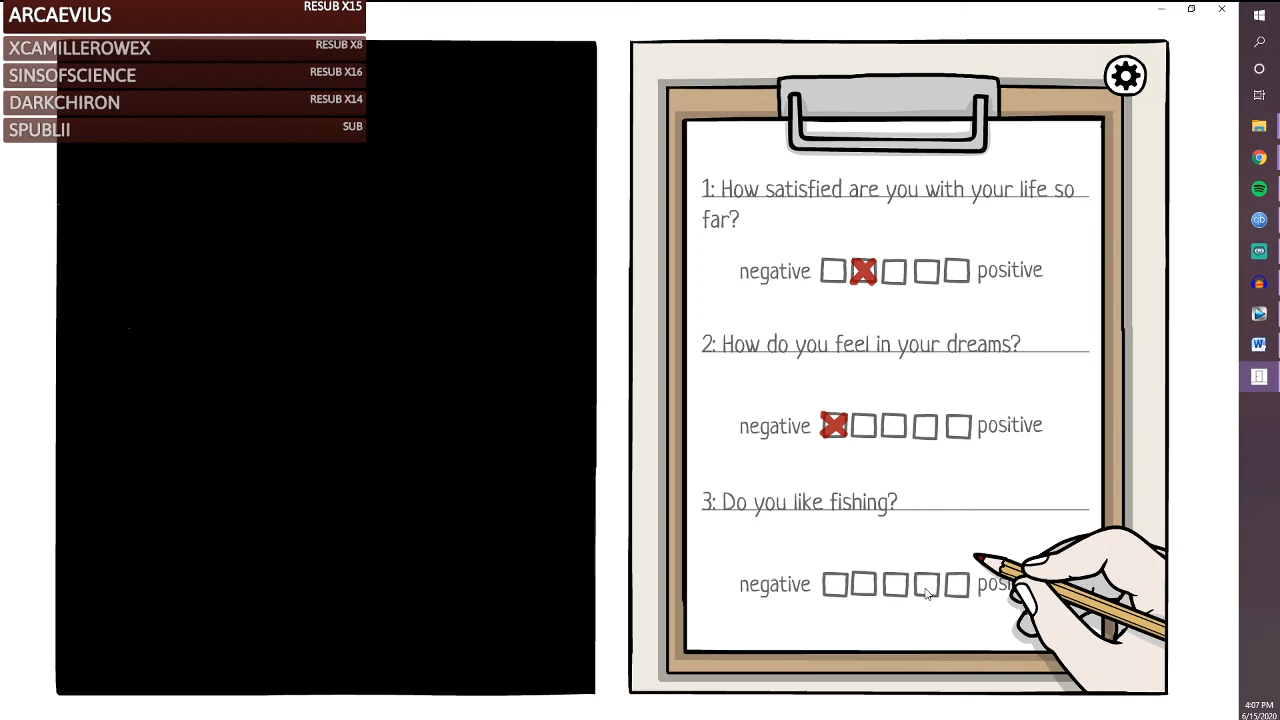 ARCAEVIUS RESUB X15
XCAMILLEROWEX RESUB X8
SINSOFSCIENCE RESUB X16
DARKCHIRON RESUB X14
SPUBLII SUB
1: How satisfied are you with your life so
far?
negative positive
2: How do you feel in your dreams?
negative positive
3: Do you like fishing?
negative posi
qb
W
4:07 PM
6/15/2020